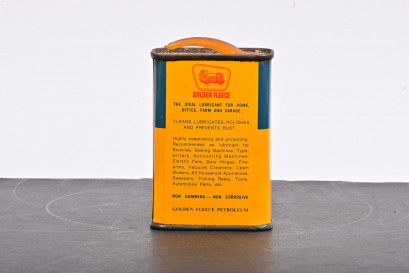 GOLDEN FLEECE
THE IDEAL LUBRICANT FOR HOME,
OFFICE, FARM AND GARAGE.
CLEANS, LUBRICATES, POLISHES
AND PREVENTS RUST
Highly penetrating and protecting.
Recommended as lubricant for
Bicycles, Sewing Machines, Type-
writers, Accounting Machines,
Electric Fans, Door Hinges, Fire-
arms, Vacuum Cleaners, Lawn
Mowers, All Household Appliances,
Sweepers, Fishing Reels, Tools,
Automobile Parts, etc.
NON GUMMING — NON CORROSIVE
GOLDEN FLEECE PETROLEUM